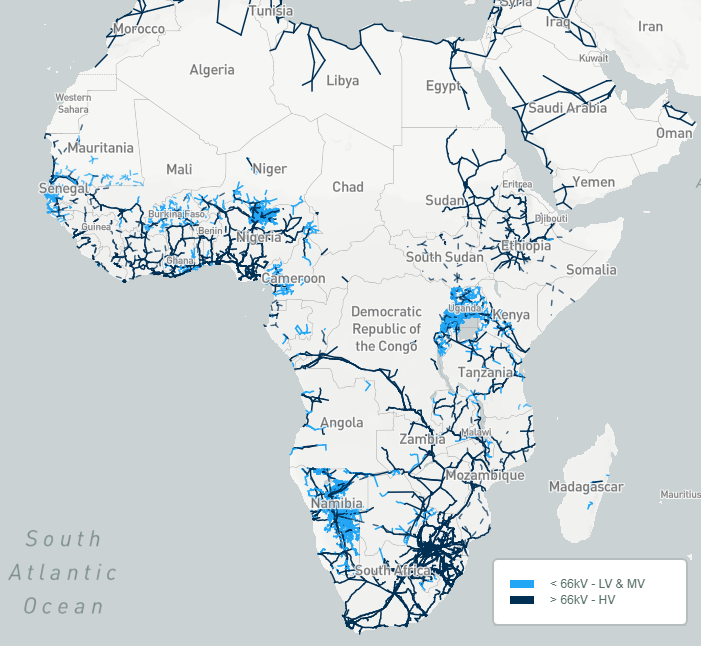 Tunisia
Syria
Morocco
Iraq
Iran
Algeria
Libya
Egypt
Kuwait
Western
Sahara
Saudi Arabia
Oman
Mauritania
Mali
Niger
Chad
Sudan
Eritrea
Yemen
Senegal
Burkina Faso
Guinea
Benin
Nigeria
Djibouti
Ethiopia
Ghana
South Sudan
Somalia
Cameroon
Democratic
Republic of
the Congo
Uganda
Kenya
Tanzania
Angola
Zambia
Malawi
Mozambique
Madagascar
Mauritius
Namibia
South Africa
South
Atlantic
Ocean
< 66kV - LV & MV
> 66kV - HV